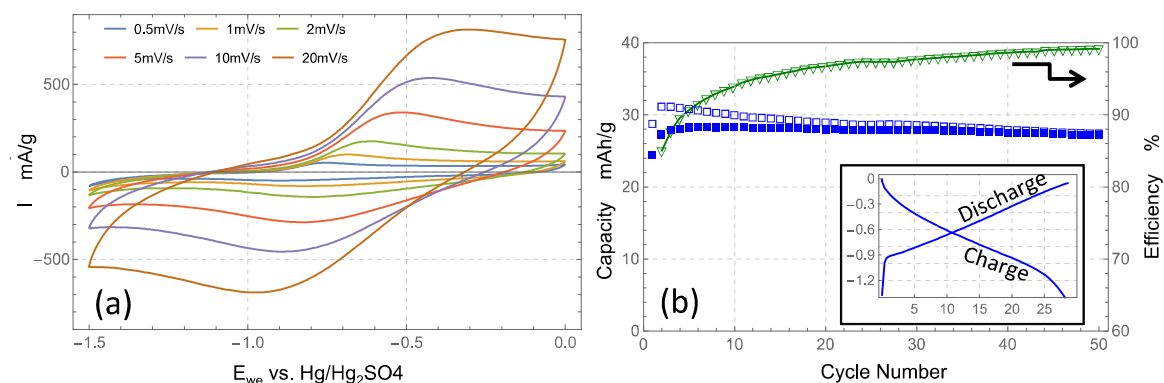 0.5mV/s 1mV/s 2mV/s
5mV/s 10mV/s 20mV/s
500
0
−500
I mA/g
(a)
−1.5 −1.0 −0.5 0.0
E_we vs. Hg/Hg₂SO4
40
30
20
10
0
Capacity mAh/g
100
90
80
70
60
Efficiency %
(b)
0
−0.3
−0.6
−0.9
−1.2
Discharge
Charge
5 10 15 20 25
0 10 20 30 40 50
Cycle Number